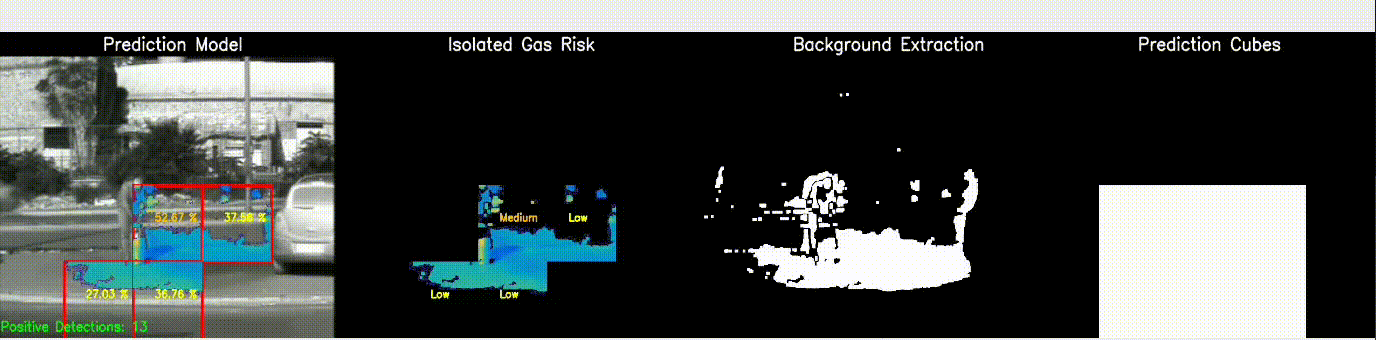 Prediction Model
Isolated Gas Risk
Background Extraction
Prediction Cubes
52.67 %
37.56 %
Medium
Low
27.03 %
36.76 %
Low
Low
Positive Detections: 13